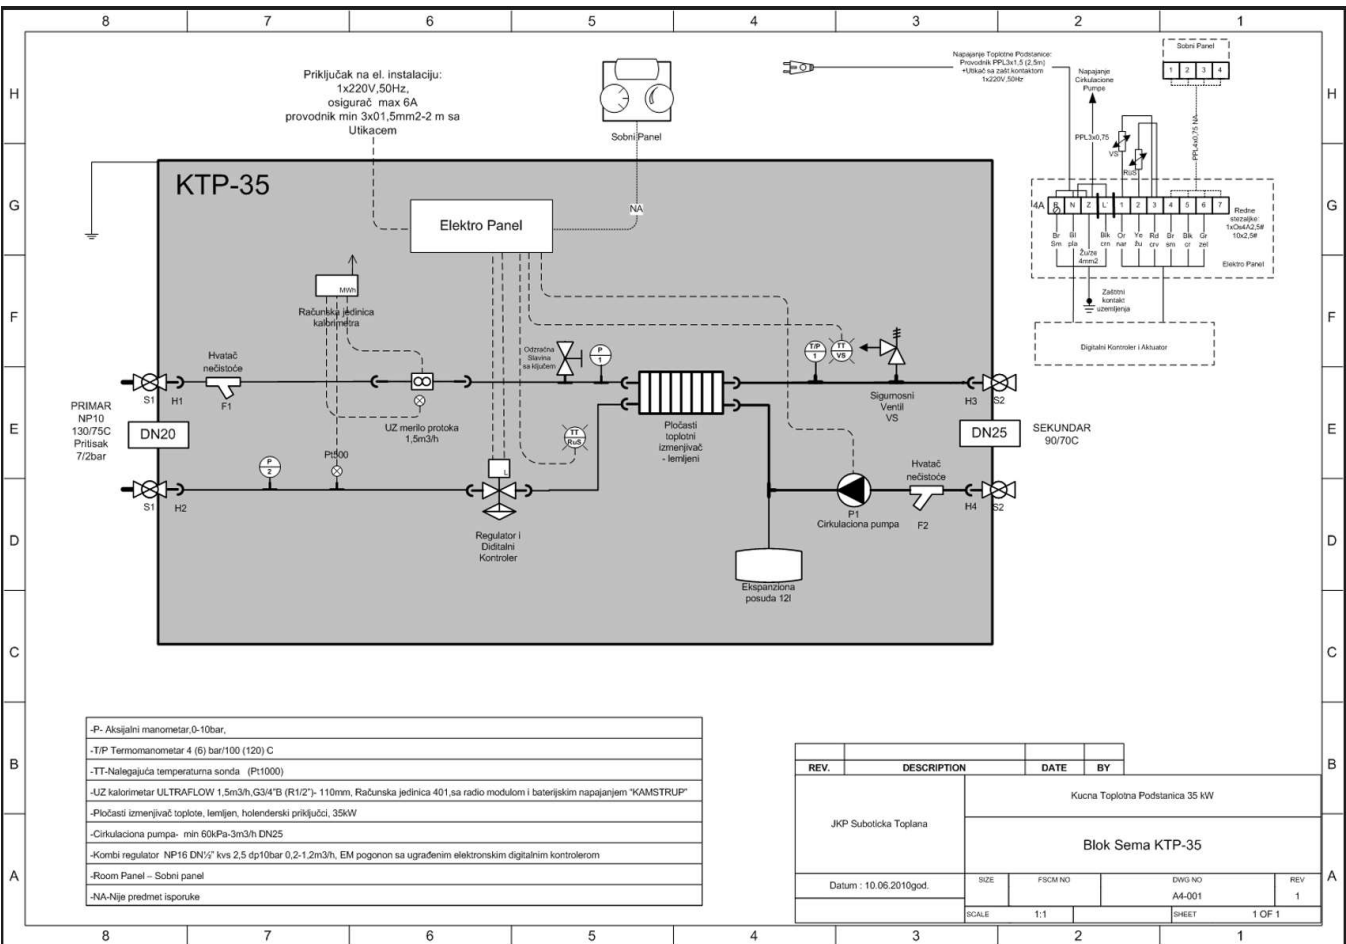 8 7 6 5 4 3 2 1
H
G
F
E
D
C
B
A
Priključak na el. instalaciju:
1x220V,50Hz,
osigurač max 6A
provodnik min 3x01,5mm2-2 m sa
Utikacem
Sobni Panel
Napajanje Toplotne Podstanice:
Provodnik PPL3x1,5 (2,5m)
+Utikač sa zašt.kontaktom
1x220V,50Hz
Napajanje
Cirkulacione
Pumpe
Sobni Panel
1 2 3 4
PPL3x0,75
VS
RuS
PPL4x0,75 NA
4A
N Z L' 1 2 3 4 5 6 7
Br Bl Blk Or Ye Rd Br Blk Gr
Sm pla crn nar žu crv sm cr zel
Žu/ze
4mm2
Redne
stezaljke:
1xOs4A2,5#
10x2,5#
Elektro Panel
Zaštitni
kontakt
uzemljenja
Digitalni Kontroler i Aktuator
KTP-35
Elektro Panel
NA
MWh
Računska jedinica
kalorimetra
Hvatač
nečistoće
Odzračna
Slavina
sa ključem
P
1
T/P
1
TT
VS
S1
H1
F1
UZ merilo protoka
1,5m3/h
Pločasti
toplotni
izmenjivač
- lemljeni
Sigurnosni
Ventil
VS
H3
S2
PRIMAR
NP10
130/75C
Pritisak
7/2bar
DN20
TT
RuS
DN25
SEKUNDAR
90/70C
Pt500
P
2
L
Hvatač
nečistoće
S1
H2
Regulator i
Diditalni
Kontroler
P1
Cirkulaciona pumpa
F2
H4
S2
Ekspanziona
posuda 12l
-P- Aksijalni manometar,0-10bar,
-T/P Termomanometar 4 (6) bar/100 (120) C
-TT-Nalegajuća temperaturna sonda (Pt1000)
-UZ kalorimetar ULTRAFLOW 1,5m3/h,G3/4"B (R1/2")- 110mm, Računska jedinica 401,sa radio modulom i baterijskim napajanjem "KAMSTRUP"
-Pločasti izmenjivač toplote, lemljen, holenderski priključci, 35kW
-Cirkulaciona pumpa- min 60kPa-3m3/h DN25
-Kombi regulator NP16 DN½" kvs 2,5 dp10bar 0,2-1,2m3/h, EM pogon sa ugrađenim elektronskim digitalnim kontrolerom
-Room Panel – Sobni panel
-NA-Nije predmet isporuke
REV. DESCRIPTION DATE BY
JKP Suboticka Toplana
Kucna Toplotna Podstanica 35 kW
Blok Sema KTP-35
Datum : 10.06.2010god.
SIZE FSCM NO DWG NO REV
A4-001 1
SCALE 1:1 SHEET 1 OF 1
H
G
F
E
D
C
B
A
8 7 6 5 4 3 2 1